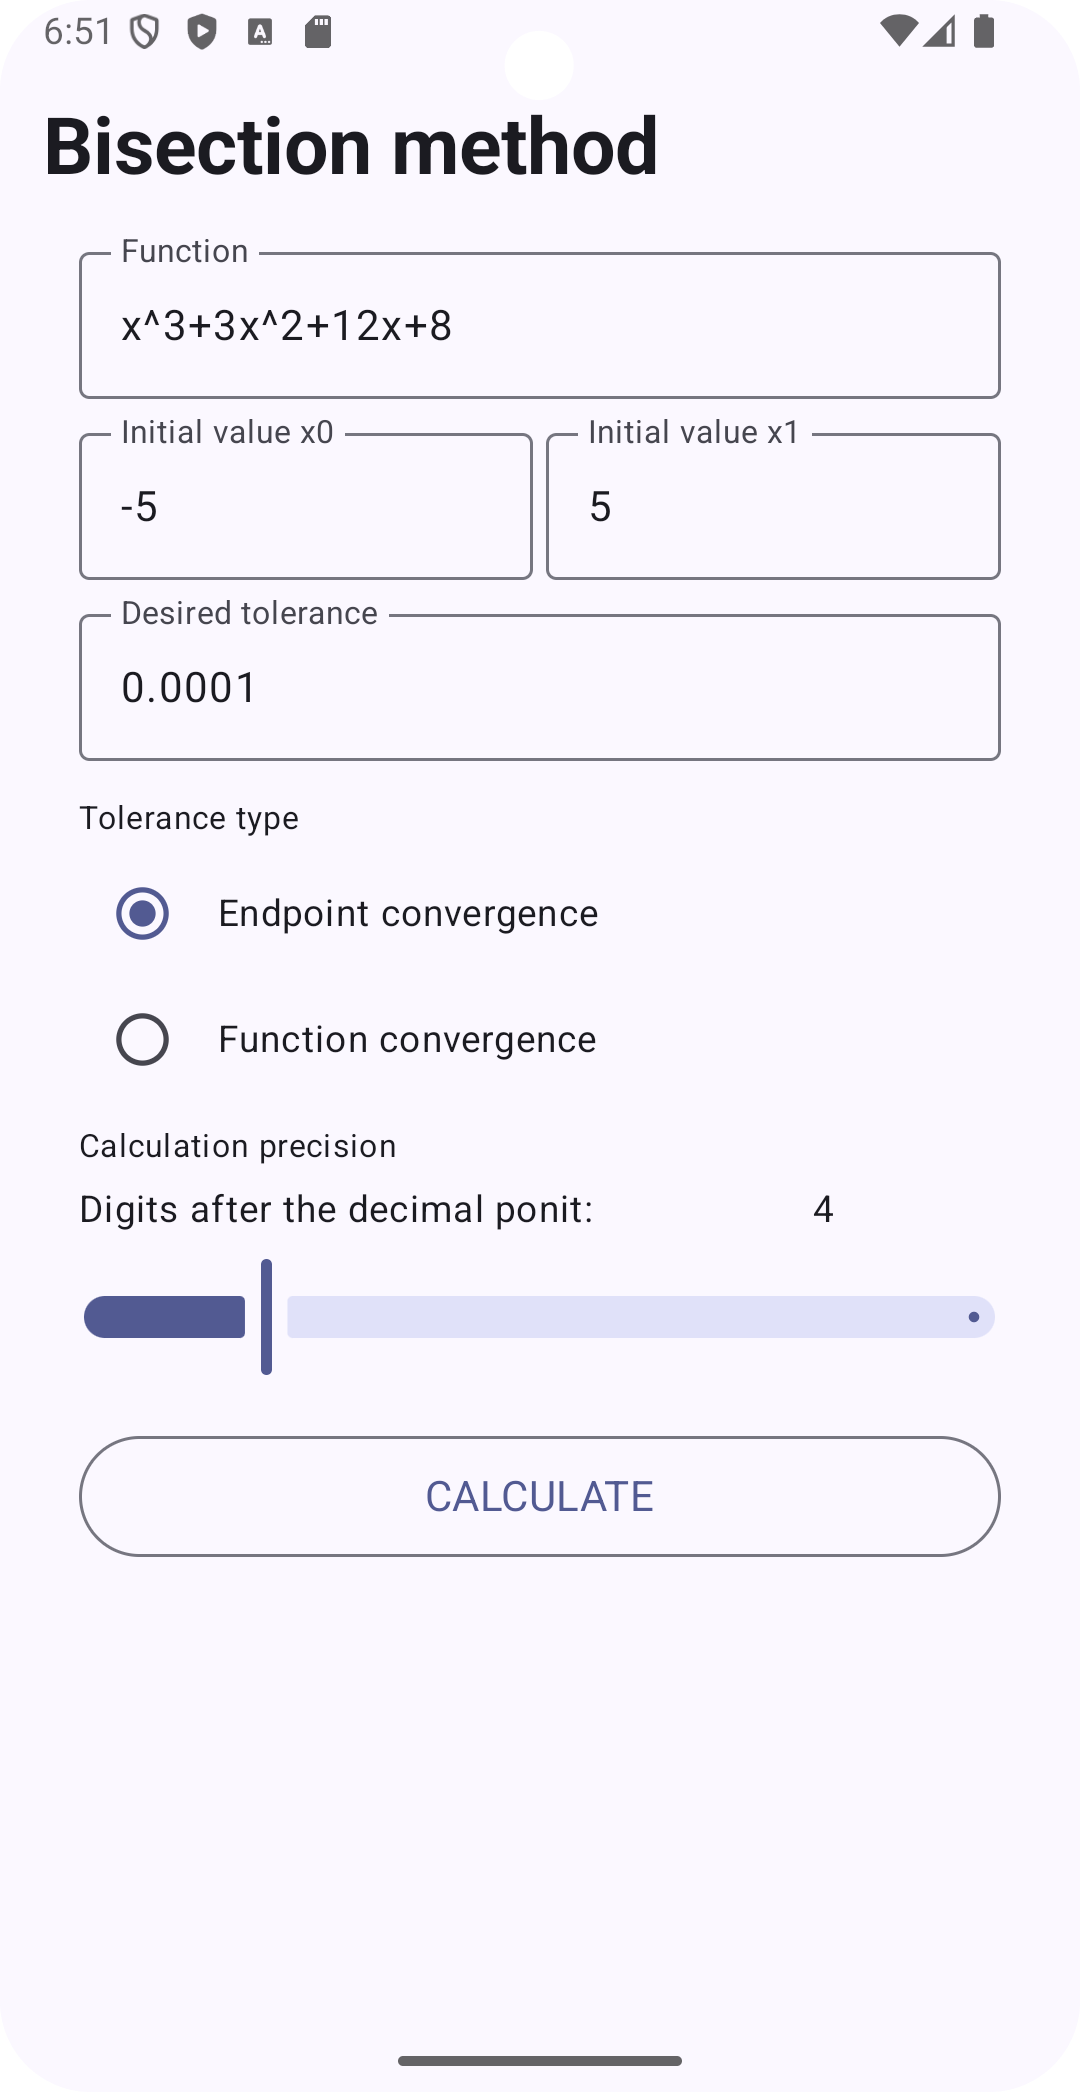 6:51
Bisection method
Function
x^3+3x^2+12x+8
Initial value x0
Initial value x1
-5
5
Desired tolerance
0.0001
Tolerance type
Endpoint convergence
Function convergence
Calculation precision
Digits after the decimal ponit: 4
CALCULATE